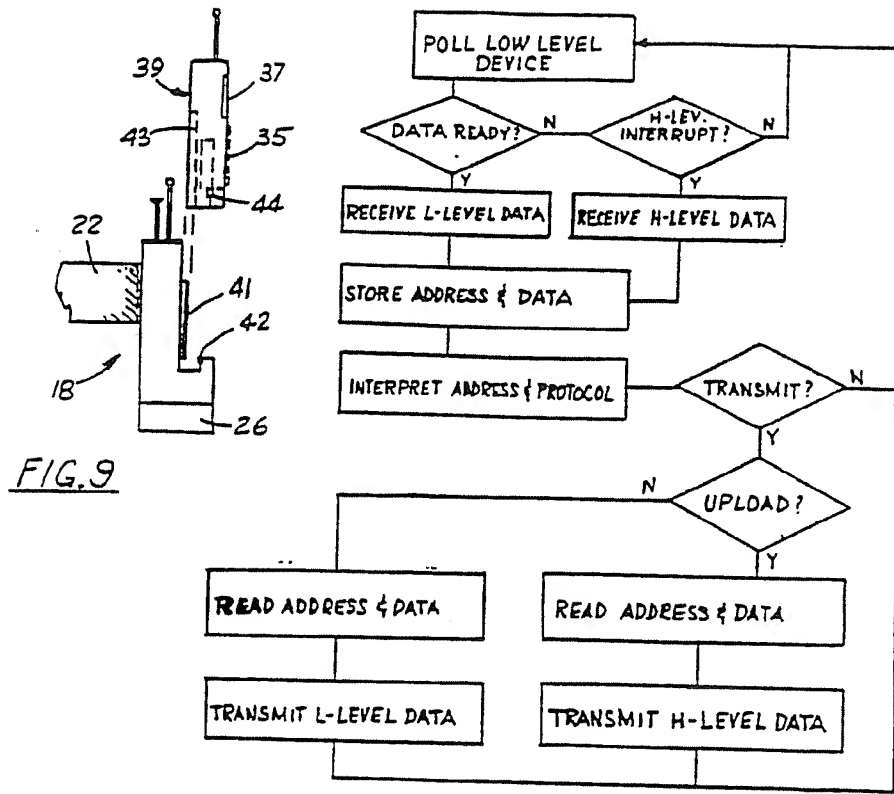 39
37
43
35
44
22
41
42
18
26
FIG.9
POLL LOW LEVEL
DEVICE
DATA READY?
N
H-LEV.
INTERRUPT?
N
Y
Y
RECEIVE L-LEVEL DATA
RECEIVE H-LEVEL DATA
STORE ADDRESS & DATA
INTERPRET ADDRESS & PROTOCOL
TRANSMIT?
N
Y
N
UPLOAD?
Y
READ ADDRESS & DATA
READ ADDRESS & DATA
TRANSMIT L-LEVEL DATA
TRANSMIT H-LEVEL DATA